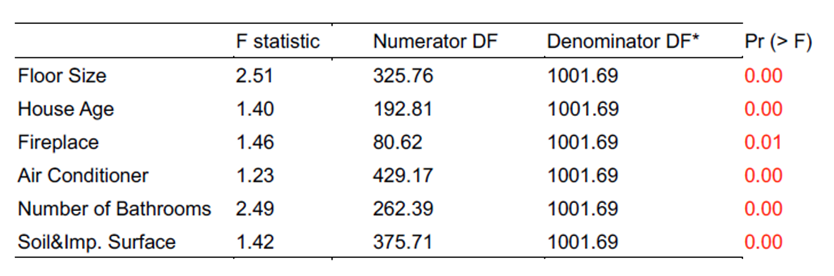 F statistic Numerator DF Denominator DF* Pr (> F)
Floor Size 2.51 325.76 1001.69 0.00
House Age 1.40 192.81 1001.69 0.00
Fireplace 1.46 80.62 1001.69 0.01
Air Conditioner 1.23 429.17 1001.69 0.00
Number of Bathrooms 2.49 262.39 1001.69 0.00
Soil&Imp. Surface 1.42 375.71 1001.69 0.00